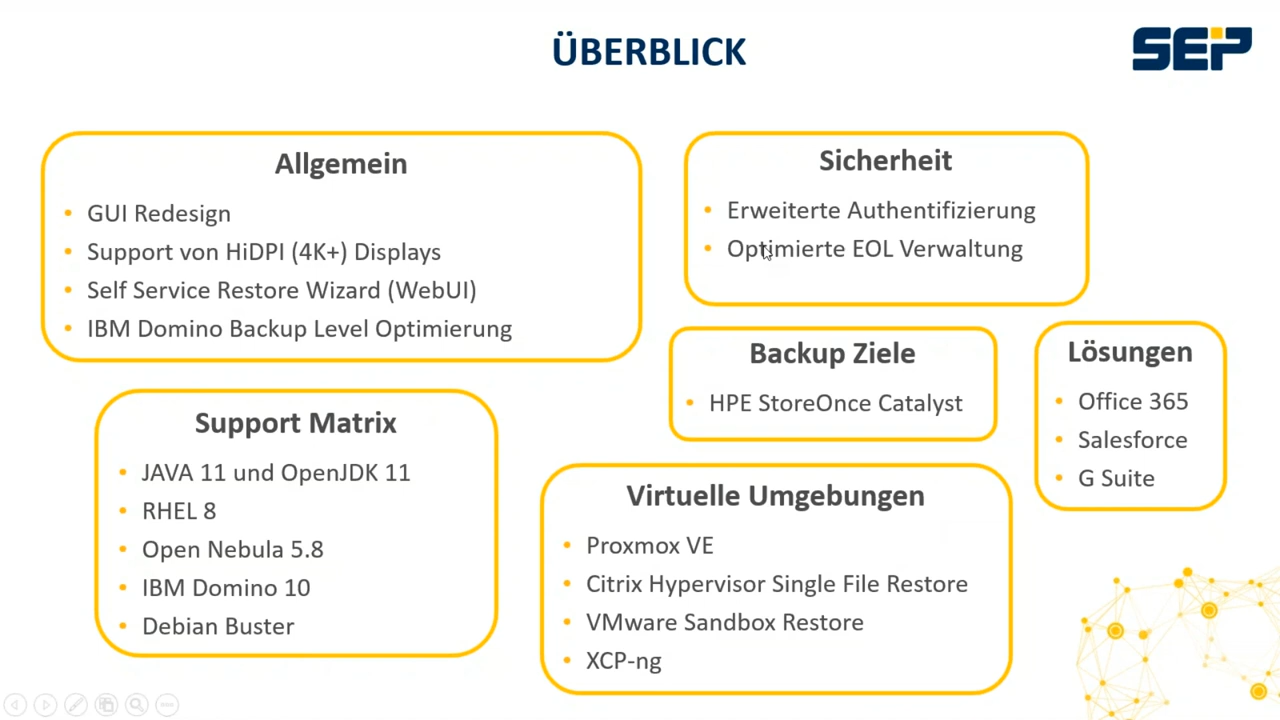 ÜBERBLICK
SEP
Allgemein
• GUI Redesign
• Support von HiDPI (4K+) Displays
• Self Service Restore Wizard (WebUI)
• IBM Domino Backup Level Optimierung
Sicherheit
• Erweiterte Authentifizierung
• Optimierte EOL Verwaltung
Backup Ziele
• HPE StoreOnce Catalyst
Lösungen
• Office 365
• Salesforce
• G Suite
Support Matrix
• JAVA 11 und OpenJDK 11
• RHEL 8
• Open Nebula 5.8
• IBM Domino 10
• Debian Buster
Virtuelle Umgebungen
• Proxmox VE
• Citrix Hypervisor Single File Restore
• VMware Sandbox Restore
• XCP-ng